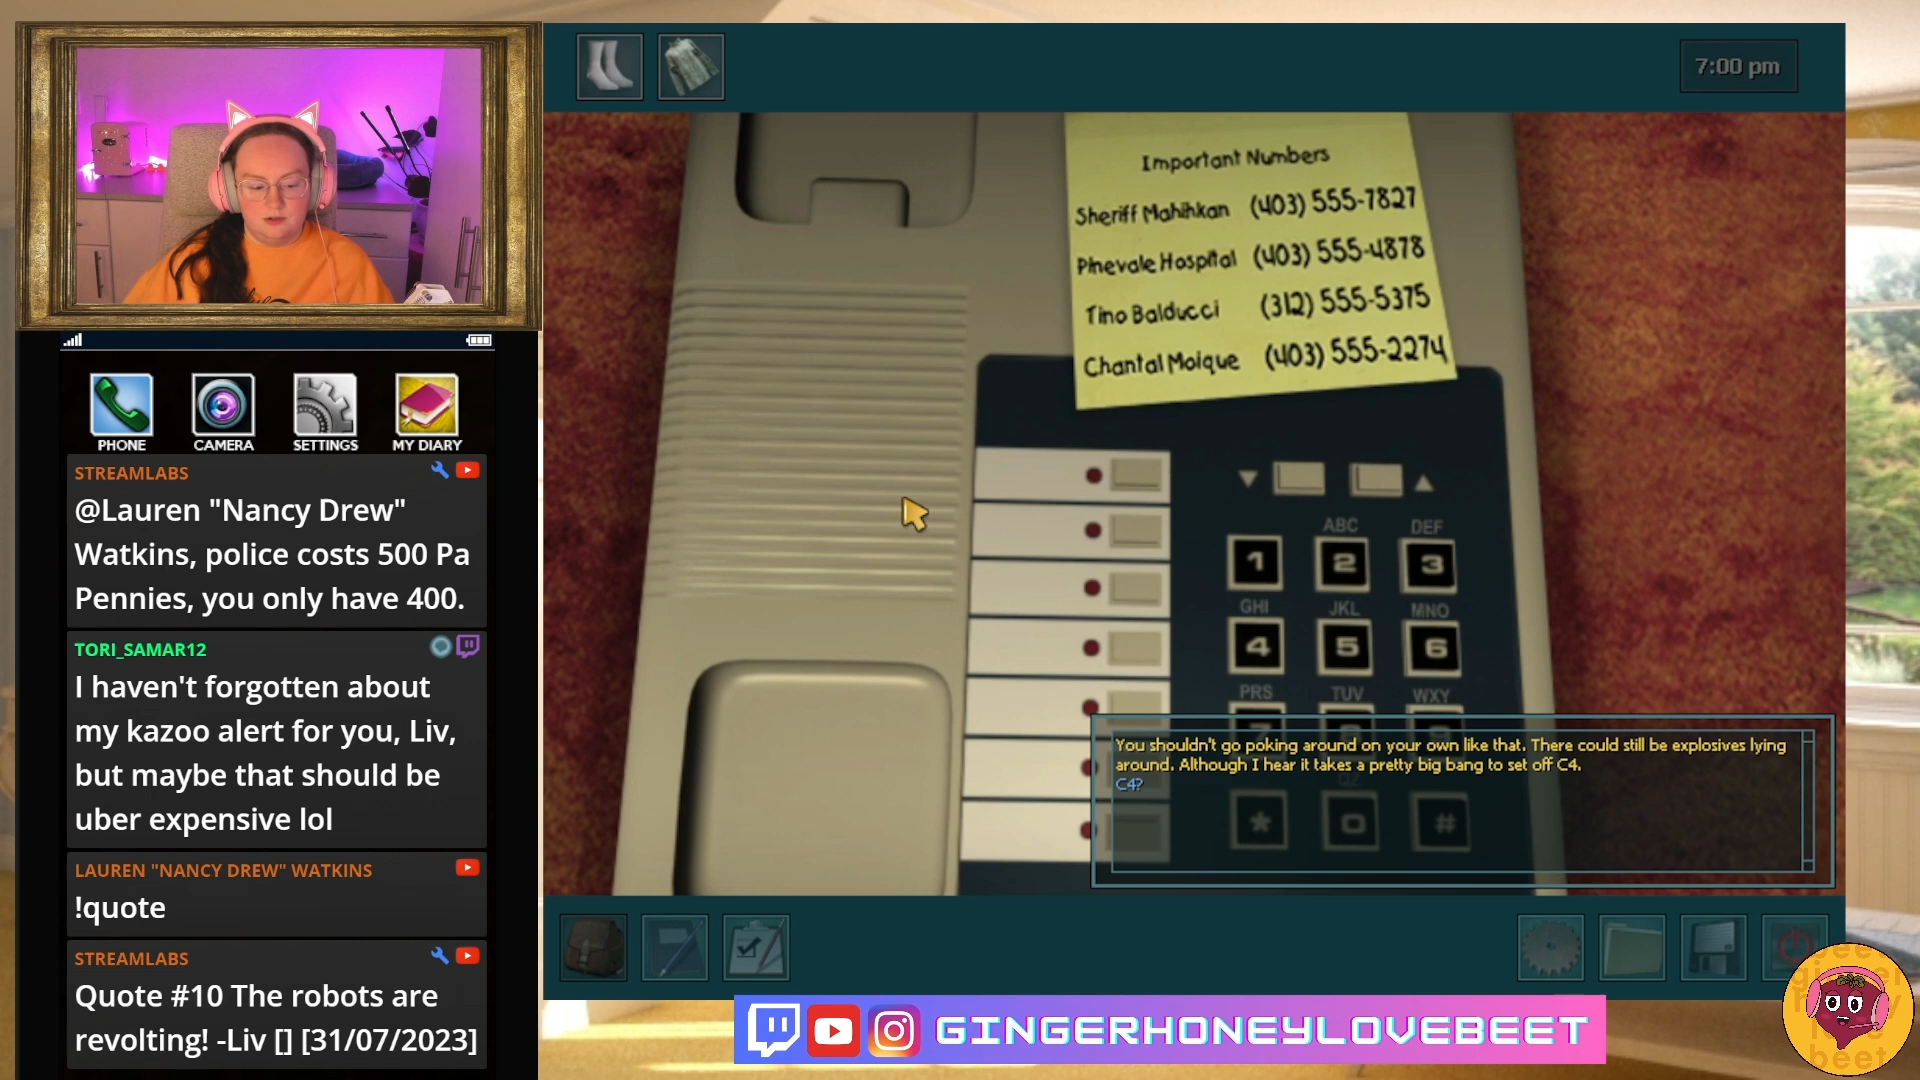 7:00 pm
Important Numbers
Sheriff Mahihkan (403) 555-7827
Pinevale Hospital (403) 555-4878
Tino Balducci (312) 555-5375
Chantal Moique (403) 555-2274
PHONE
CAMERA
SETTINGS
MY DIARY
STREAMLABS
@Lauren "Nancy Drew"
Watkins, police costs 500 Pa
Pennies, you only have 400.
TORI_SAMAR12
I haven't forgotten about
my kazoo alert for you, Liv,
but maybe that should be
uber expensive lol
LAUREN "NANCY DREW" WATKINS
!quote
STREAMLABS
Quote #10 The robots are
revolting! -Liv [] [31/07/2023]
ABC DEF
1 2 3
GHI JKL MNO
4 5 6
PRS TUV WXY
* 0 #
You shouldn't go poking around on your own like that. There could still be explosives lying
around. Although I hear it takes a pretty big bang to set off C4.
C4?
GINGERHONEYLOVEBEET